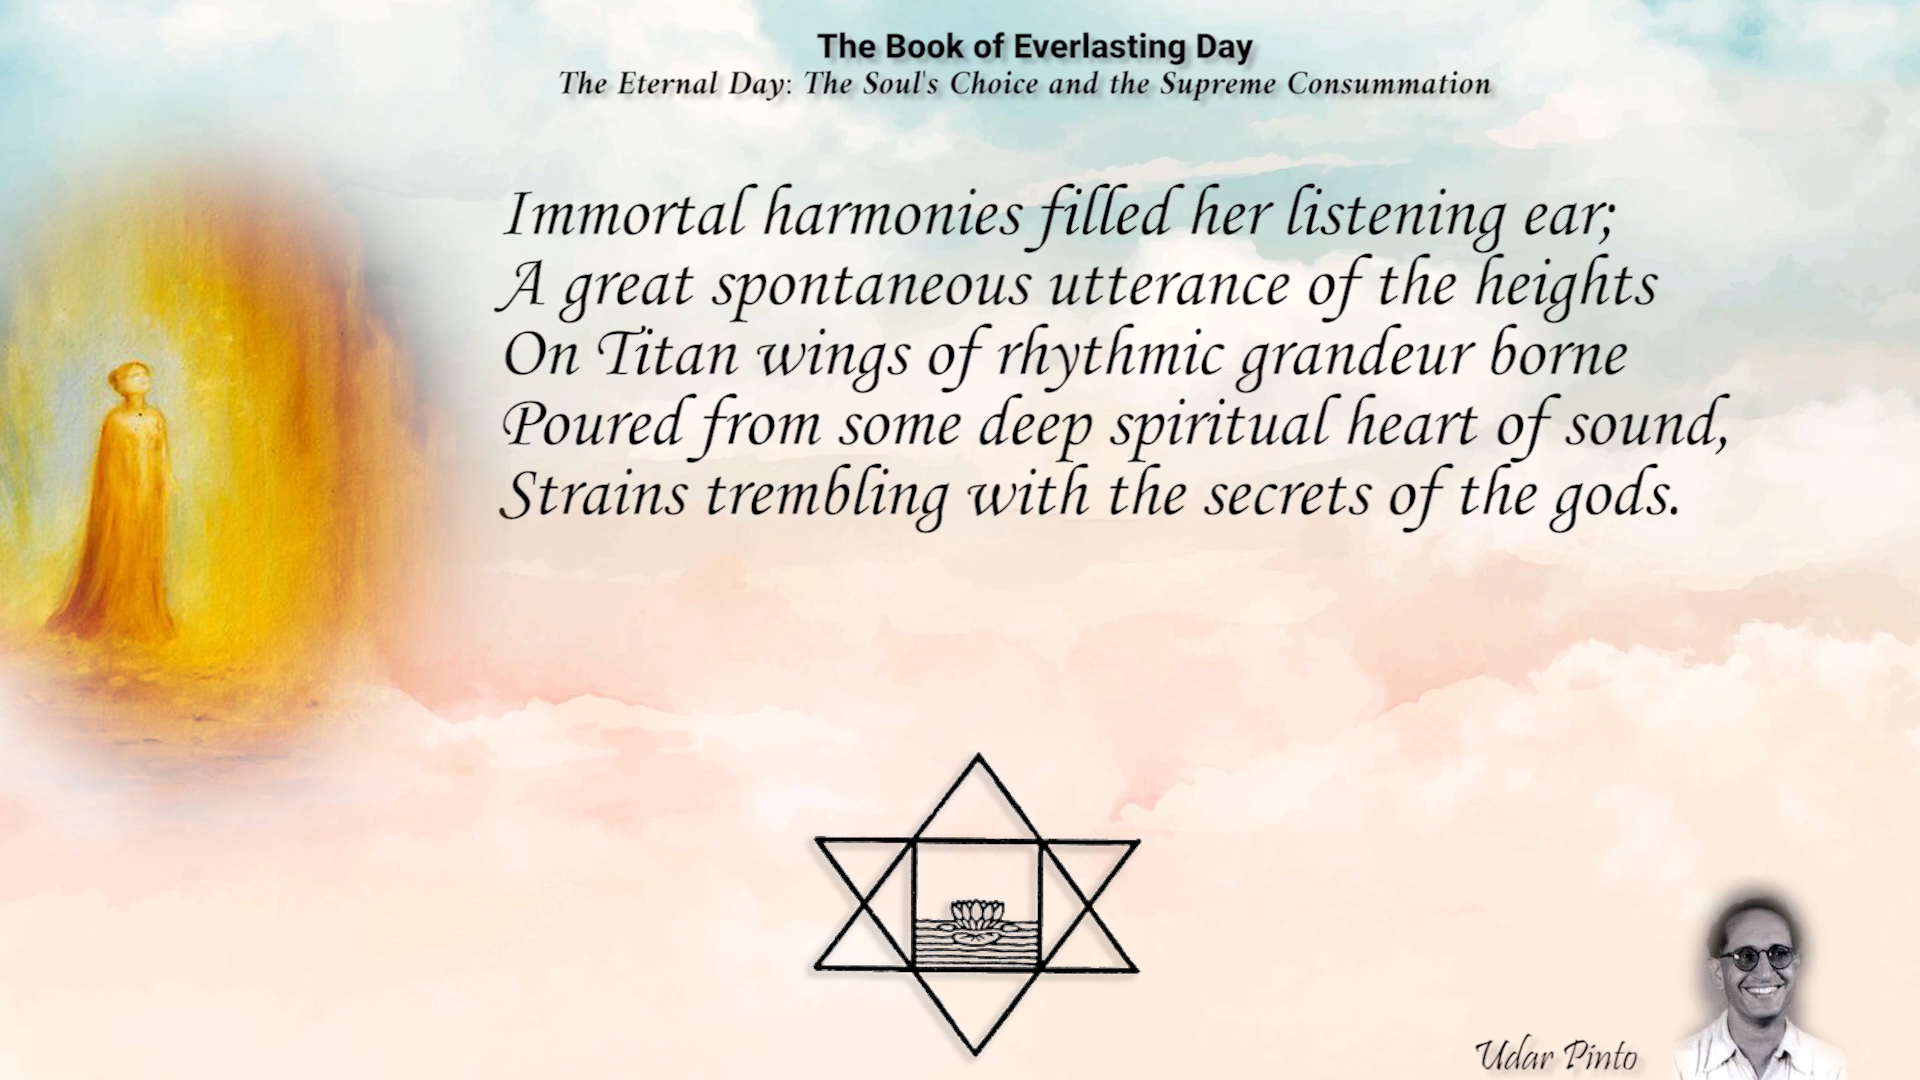 The Book of Everlasting Day
The Eternal Day: The Soul's Choice and the Supreme Consummation
Immortal harmonies filled her listening ear;
A great spontaneous utterance of the heights
On Titan wings of rhythmic grandeur borne
Poured from some deep spiritual heart of sound,
Strains trembling with the secrets of the gods.
Udar Pinto